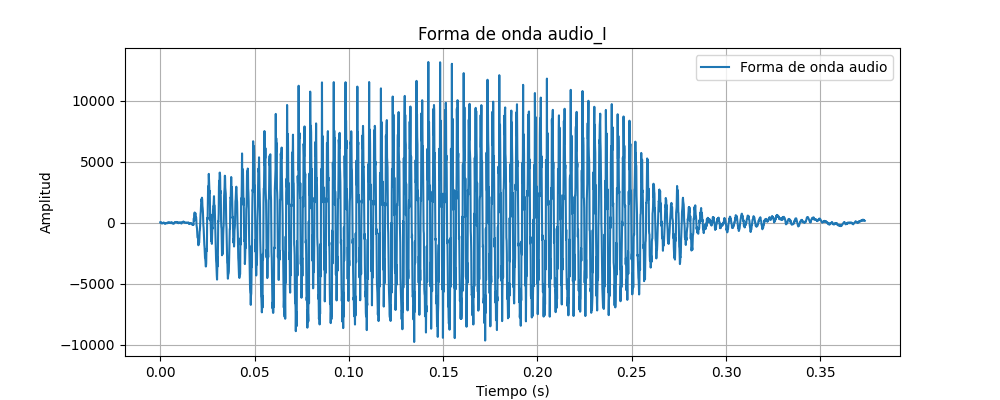 Forma de onda audio_I
Forma de onda audio
Amplitud
10000
5000
0
−5000
−10000
0.00 0.05 0.10 0.15 0.20 0.25 0.30 0.35
Tiempo (s)